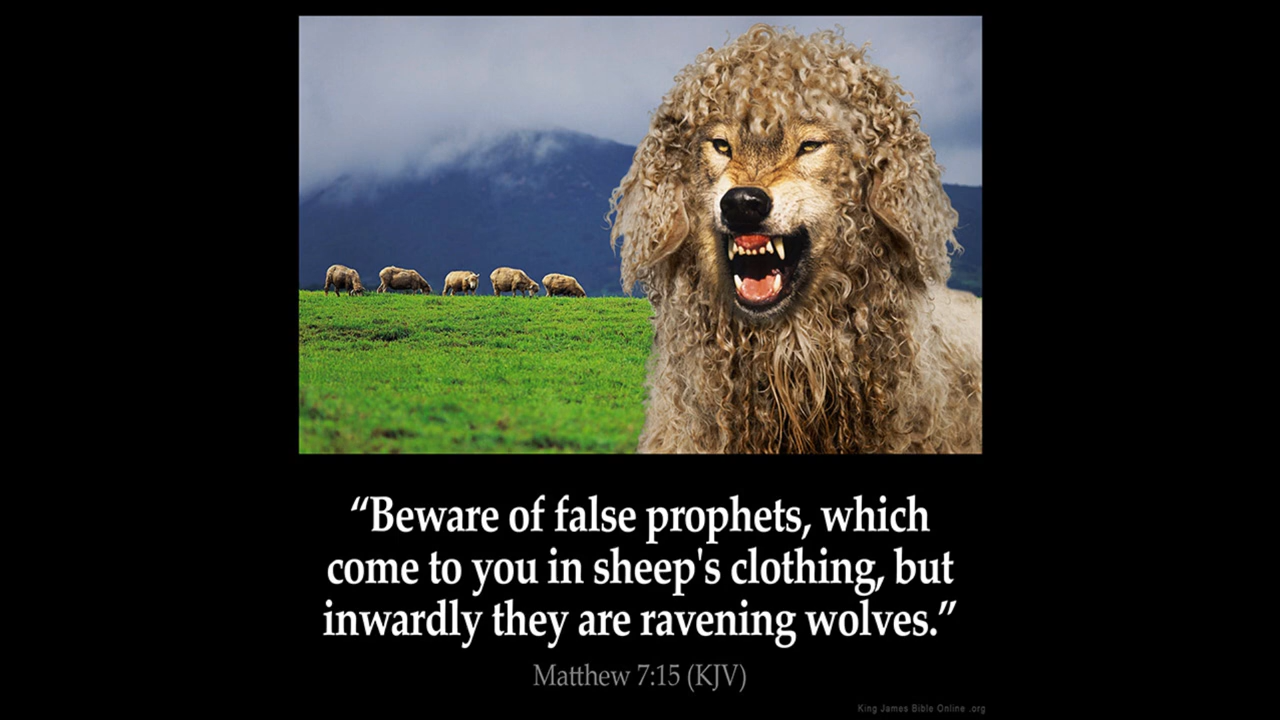 “Beware of false prophets, which
come to you in sheep's clothing, but
inwardly they are ravening wolves.”
Matthew 7:15 (KJV)
King James Bible Online .org